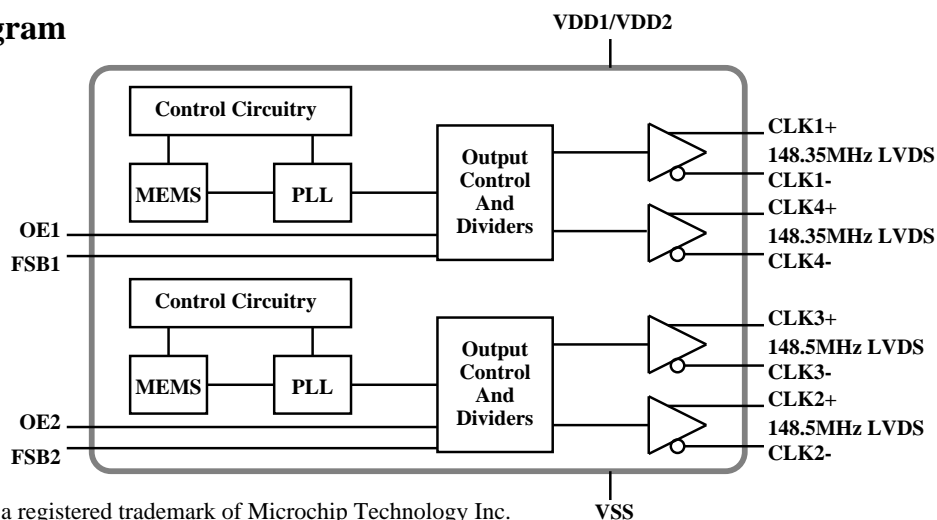 gram
VDD1/VDD2
Control Circuitry
MEMS
PLL
Output
Control
And
Dividers
CLK1+
148.35MHz LVDS
CLK1-
CLK4+
148.35MHz LVDS
CLK4-
OE1
FSB1
Control Circuitry
MEMS
PLL
Output
Control
And
Dividers
CLK3+
148.5MHz LVDS
CLK3-
CLK2+
148.5MHz LVDS
CLK2-
OE2
FSB2
VSS
a registered trademark of Microchip Technology Inc.